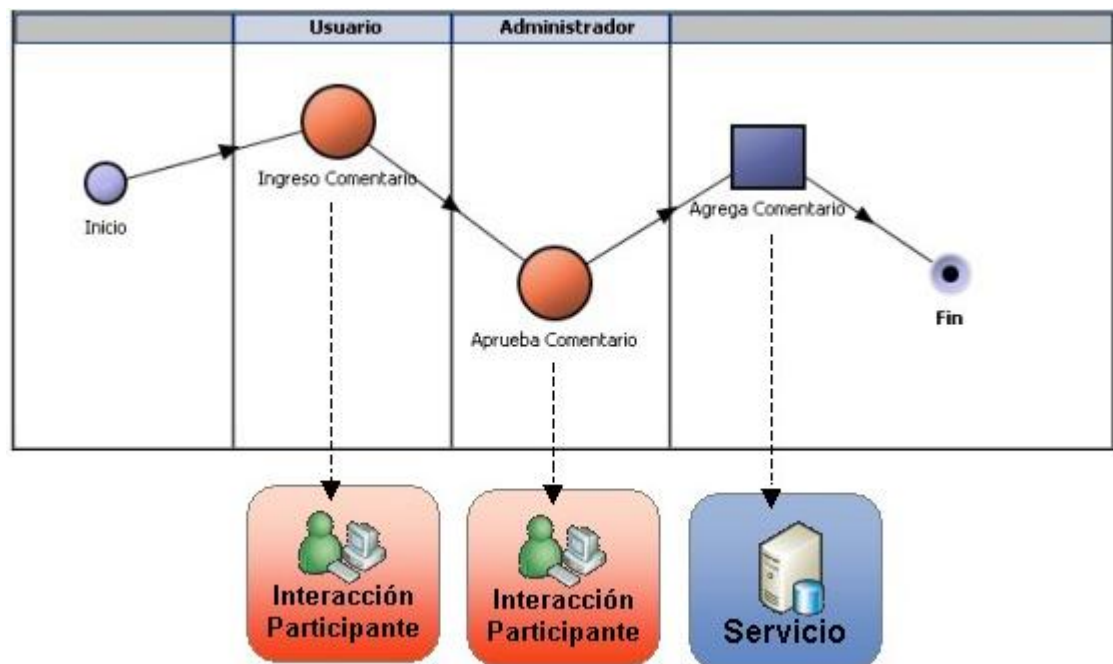 Usuario
Administrador
Ingreso Comentario
Agrega Comentario
Inicio
Fin
Aprueba Comentario
Interacción
Participante
Interacción
Participante
Servicio